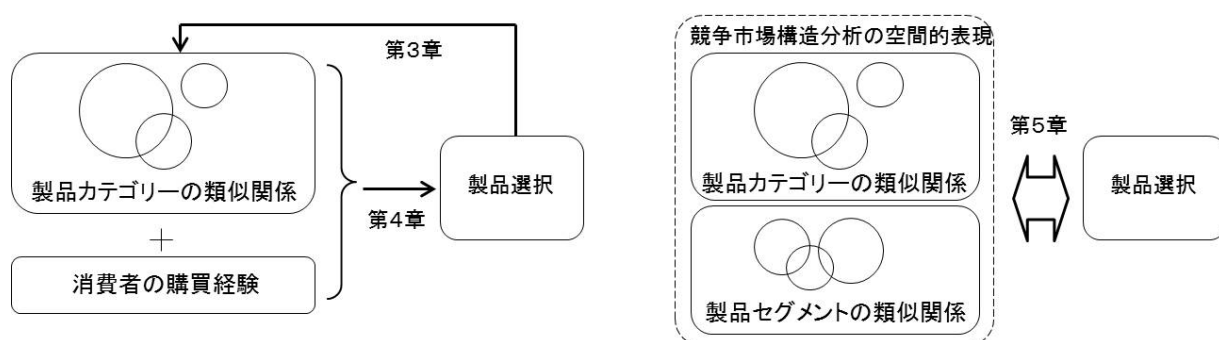 第3章
製品カテゴリーの類似関係
+
消費者の購買経験
第4章
製品選択
競争市場構造分析の空間的表現
製品カテゴリーの類似関係
製品セグメントの類似関係
第5章
製品選択